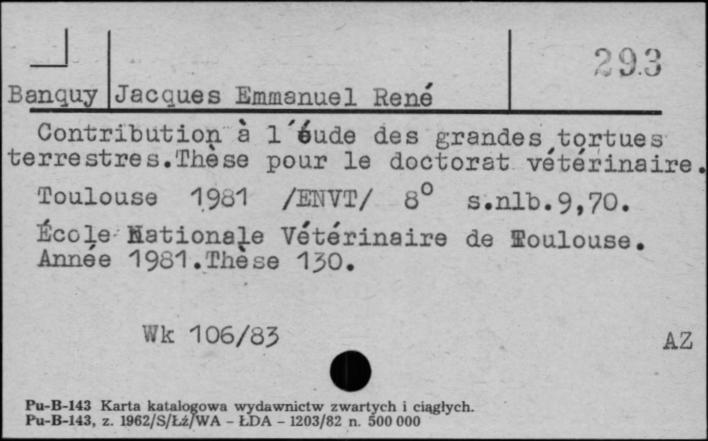 293
Banquy Jacques Emmanuel René
Contribution à l'éude des grandes tortues
terrestres.Thèse pour le doctorat vétérinaire.
Toulouse 1981 /ENVT/ 8° s.nlb.9,70.
École Nationale Vétérinaire de Toulouse.
Année 1981.Thèse 130.
Wk 106/83
AZ
Pu-B-143 Karta katalogowa wydawnictw zwartych i ciągłych.
Pu-B-143, z. 1962/S/Łź/WA - ŁDA - 1203/82 n. 500 000